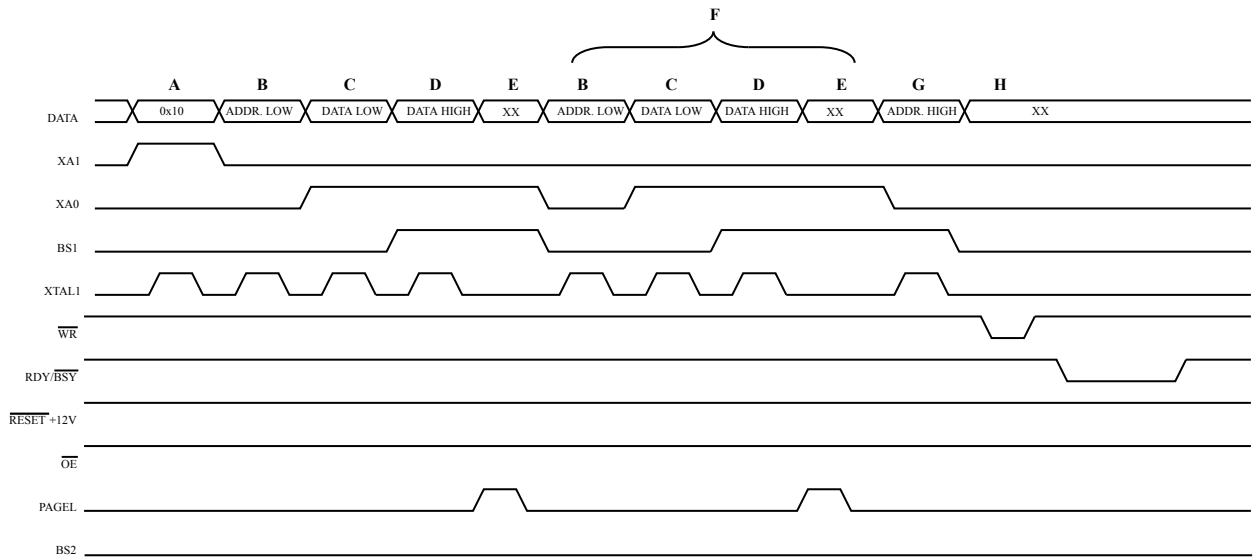 F
A B C D E B C D E G H
DATA 0x10 ADDR. LOW DATA LOW DATA HIGH XX ADDR. LOW DATA LOW DATA HIGH XX ADDR. HIGH XX
XA1
XA0
BS1
XTAL1
WR
RDY/BSY
RESET +12V
OE
PAGEL
BS2